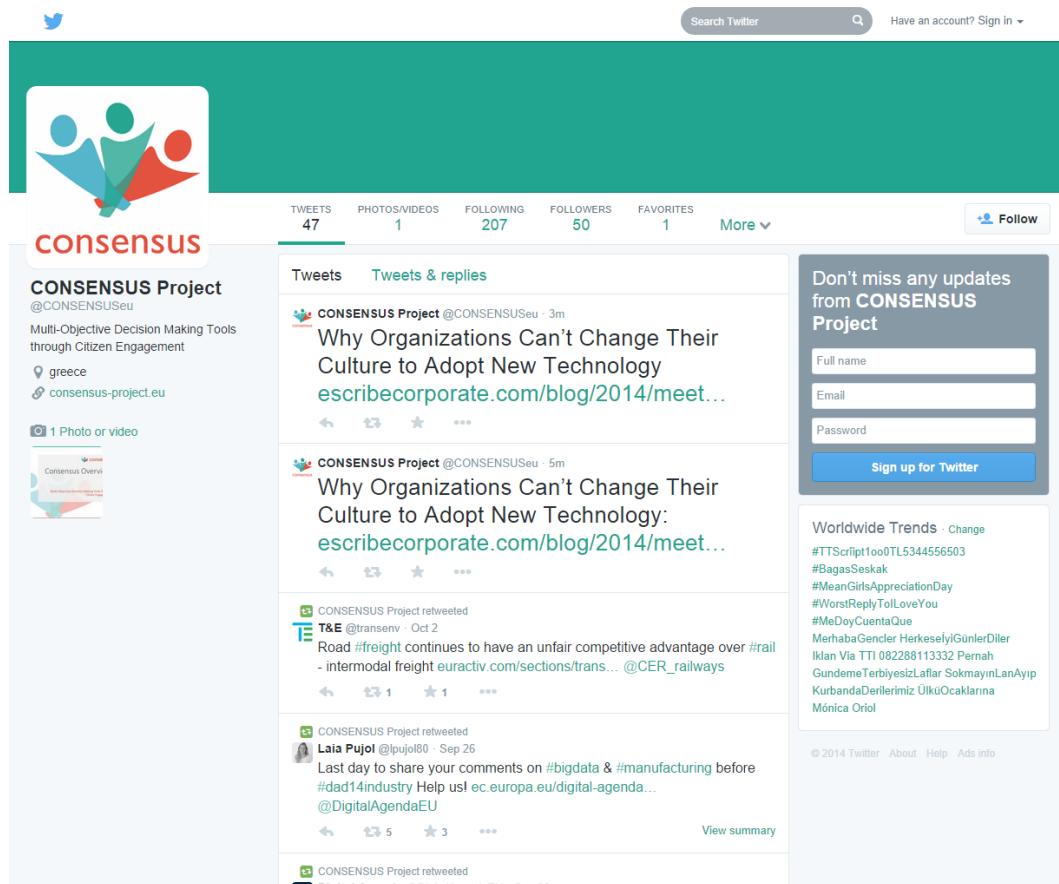 Search Twitter
Have an account? Sign in
consensus
TWEETS
47
PHOTOS/VIDEOS
1
FOLLOWING
207
FOLLOWERS
50
FAVORITES
1
More
Follow
CONSENSUS Project
@CONSENSUSeu
Multi-Objective Decision Making Tools
through Citizen Engagement
greece
consensus-project.eu
1 Photo or video
Consensus Overvi
Tweets Tweets & replies
CONSENSUS Project @CONSENSUSeu · 3m
Why Organizations Can't Change Their
Culture to Adopt New Technology
escribecorporate.com/blog/2014/meet…
CONSENSUS Project @CONSENSUSeu · 5m
Why Organizations Can't Change Their
Culture to Adopt New Technology:
escribecorporate.com/blog/2014/meet…
CONSENSUS Project retweeted
T&E @transenv · Oct 2
Road #freight continues to have an unfair competitive advantage over #rail
- intermodal freight euractiv.com/sections/trans… @CER_railways
1 1
CONSENSUS Project retweeted
Laia Pujol @lpujol80 · Sep 26
Last day to share your comments on #bigdata & #manufacturing before
#dad14industry Help us! ec.europa.eu/digital-agenda…
@DigitalAgendaEU
5 3 View summary
CONSENSUS Project retweeted
Don't miss any updates
from CONSENSUS
Project
Full name
Email
Password
Sign up for Twitter
Worldwide Trends · Change
#TTScrîipt1oo0TL5344556503
#BagasSeskak
#MeanGirlsAppreciationDay
#WorstReplyToILoveYou
#MeDoyCuentaQue
MerhabaGencler HerkeseİyiGünlerDiler
Iklan Via TTI 082288113332 Pernah
GundemeTerbiyesizLaflar SokmayınLanAyıp
KurbandaDerilerimiz ÜlküOcaklarına
Mónica Oriol
© 2014 Twitter About Help Ads info